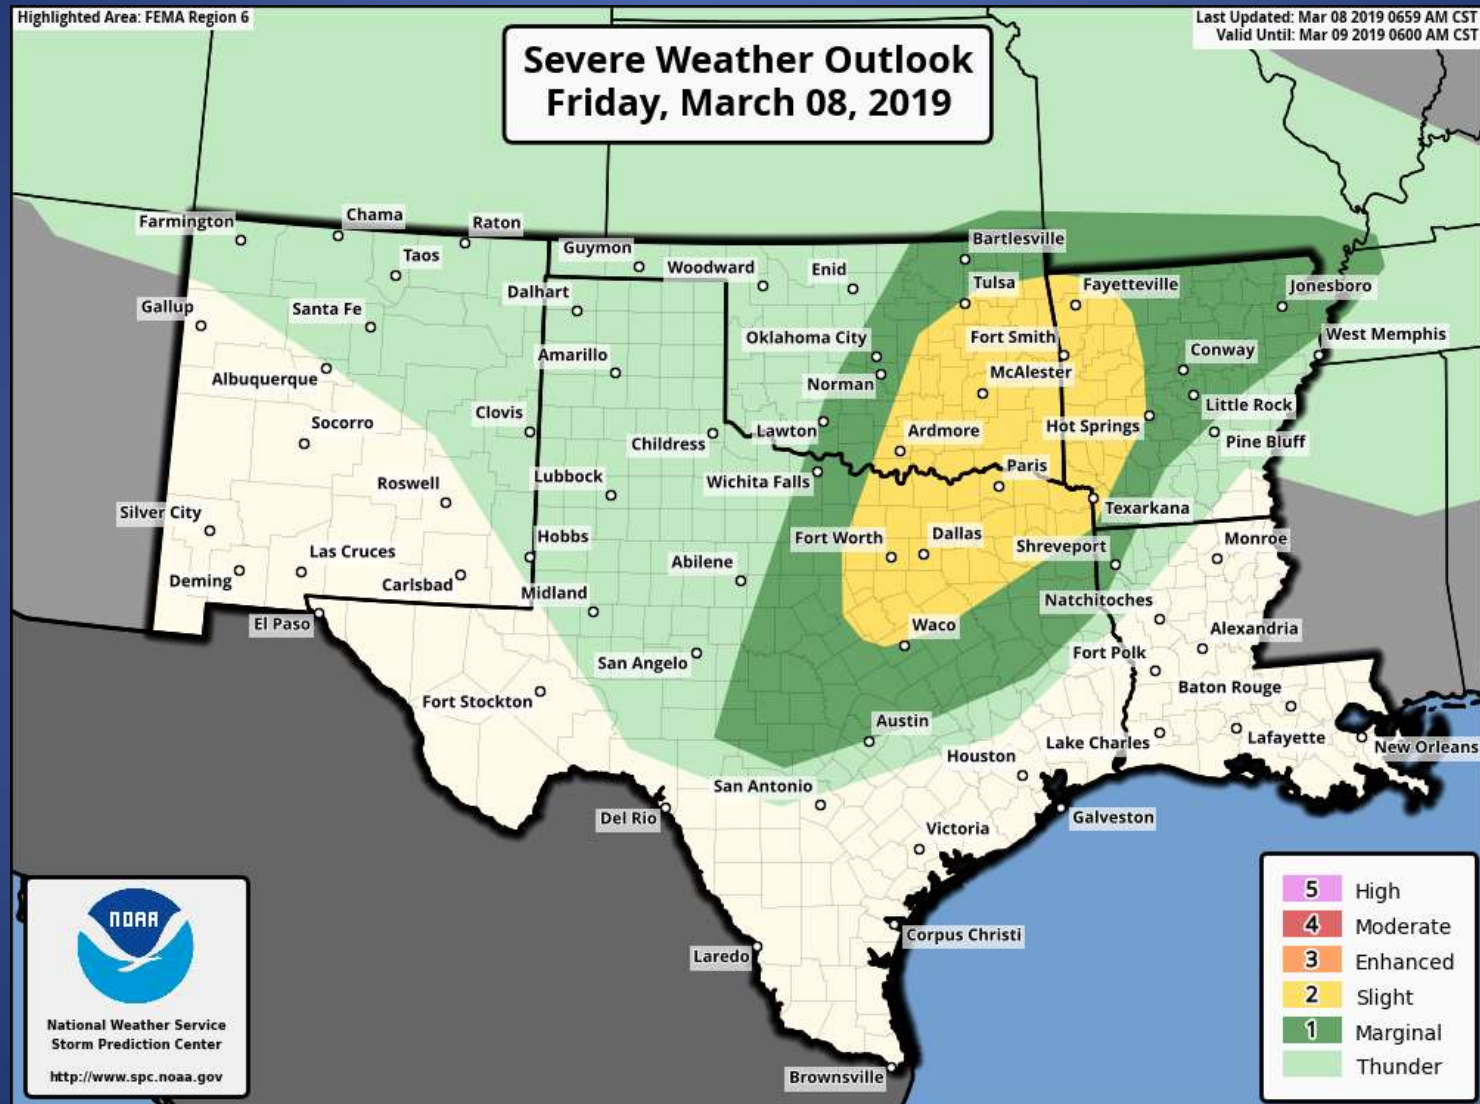 Highlighted Area: FEMA Region 6
Last Updated: Mar 08 2019 0659 AM CST
Valid Until: Mar 09 2019 0600 AM CST
Severe Weather Outlook
Friday, March 08, 2019
Farmington
Chama
Raton
Taos
Guymon
Woodward
Enid
Bartlesville
Tulsa
Fayetteville
Jonesboro
Gallup
Santa Fe
Dalhart
Oklahoma City
Fort Smith
West Memphis
Albuquerque
Amarillo
Norman
McAlester
Conway
Socorro
Clovis
Childress
Lawton
Ardmore
Hot Springs
Little Rock
Pine Bluff
Roswell
Lubbock
Wichita Falls
Paris
Texarkana
Silver City
Las Cruces
Hobbs
Fort Worth
Dallas
Shreveport
Monroe
Deming
Carlsbad
Abilene
Midland
Natchitoches
El Paso
Waco
Alexandria
San Angelo
Fort Polk
Fort Stockton
Baton Rouge
Austin
Lake Charles
Lafayette
New Orleans
Houston
San Antonio
Del Rio
Galveston
Victoria
Corpus Christi
Laredo
Brownsville
NOAA
National Weather Service
Storm Prediction Center
http://www.spc.noaa.gov
5 High
4 Moderate
3 Enhanced
2 Slight
1 Marginal
Thunder